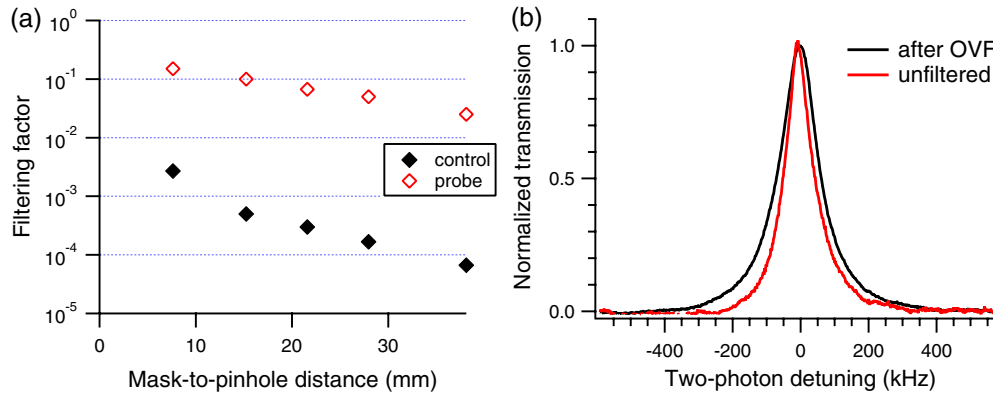 (a)
10^0
10^-1
10^-2
10^-3
10^-4
10^-5
Filtering factor
control
probe
0
10
20
30
Mask-to-pinhole distance (mm)
(b)
1.0
0.5
0.0
Normalized transmission
after OVF
unfiltered
-400
-200
0
200
400
Two-photon detuning (kHz)